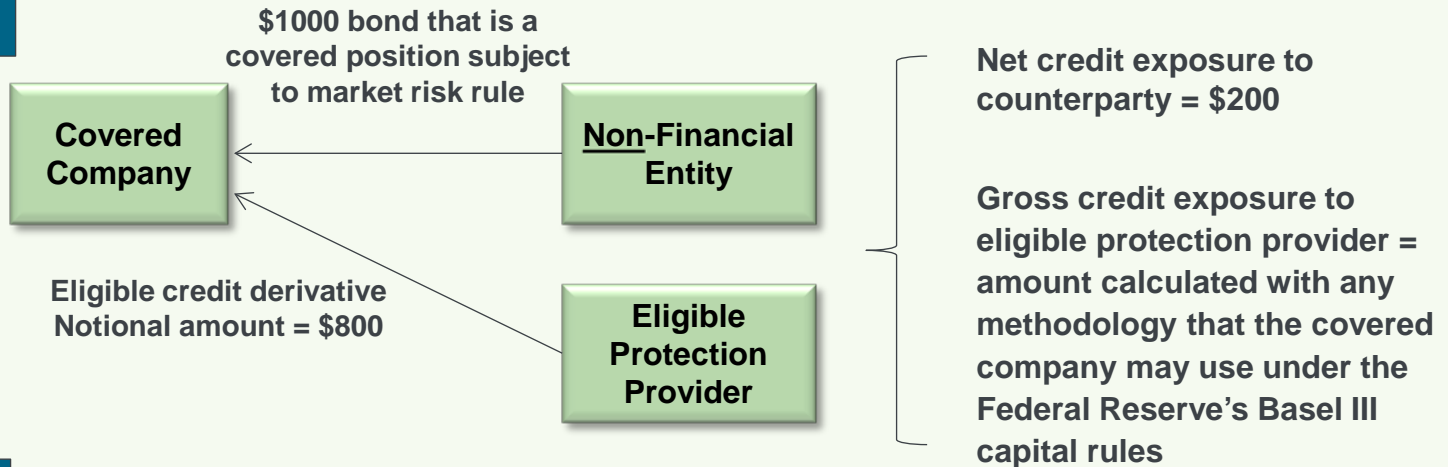 $1000 bond that is a
covered position subject
to market risk rule
Covered
Company
Non-Financial
Entity
Eligible credit derivative
Notional amount = $800
Eligible
Protection
Provider
Net credit exposure to
counterparty = $200
Gross credit exposure to
eligible protection provider =
amount calculated with any
methodology that the covered
company may use under the
Federal Reserve's Basel III
capital rules